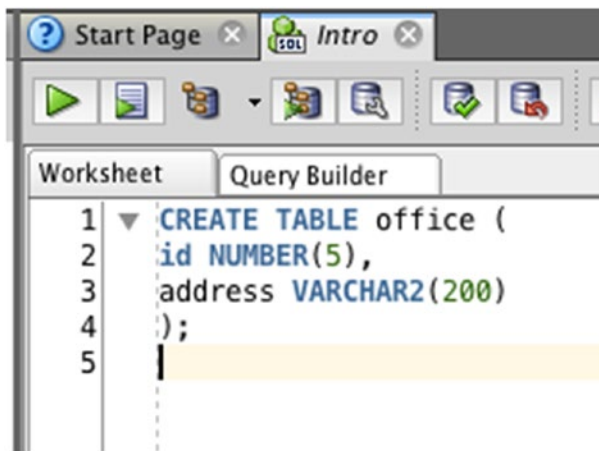 Start Page Intro
SQL
Worksheet Query Builder
1 CREATE TABLE office (
2 id NUMBER(5),
3 address VARCHAR2(200)
4 );
5